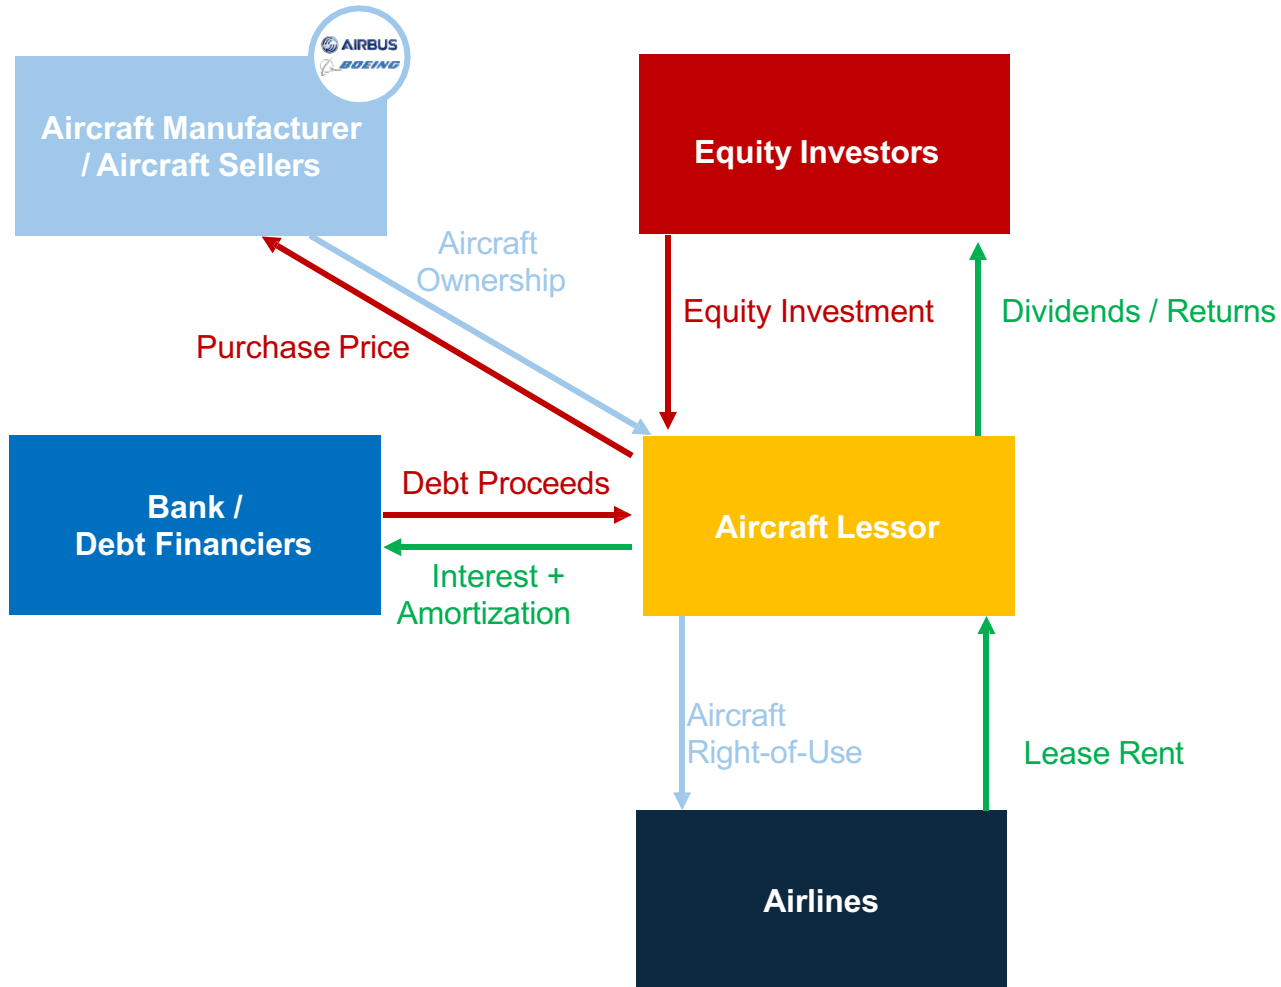 AIRBUS
BOEING
Aircraft Manufacturer
/ Aircraft Sellers
Equity Investors
Aircraft
Ownership
Equity Investment
Dividends / Returns
Purchase Price
Bank /
Debt Financiers
Debt Proceeds
Interest +
Amortization
Aircraft Lessor
Aircraft
Right-of-Use
Lease Rent
Airlines